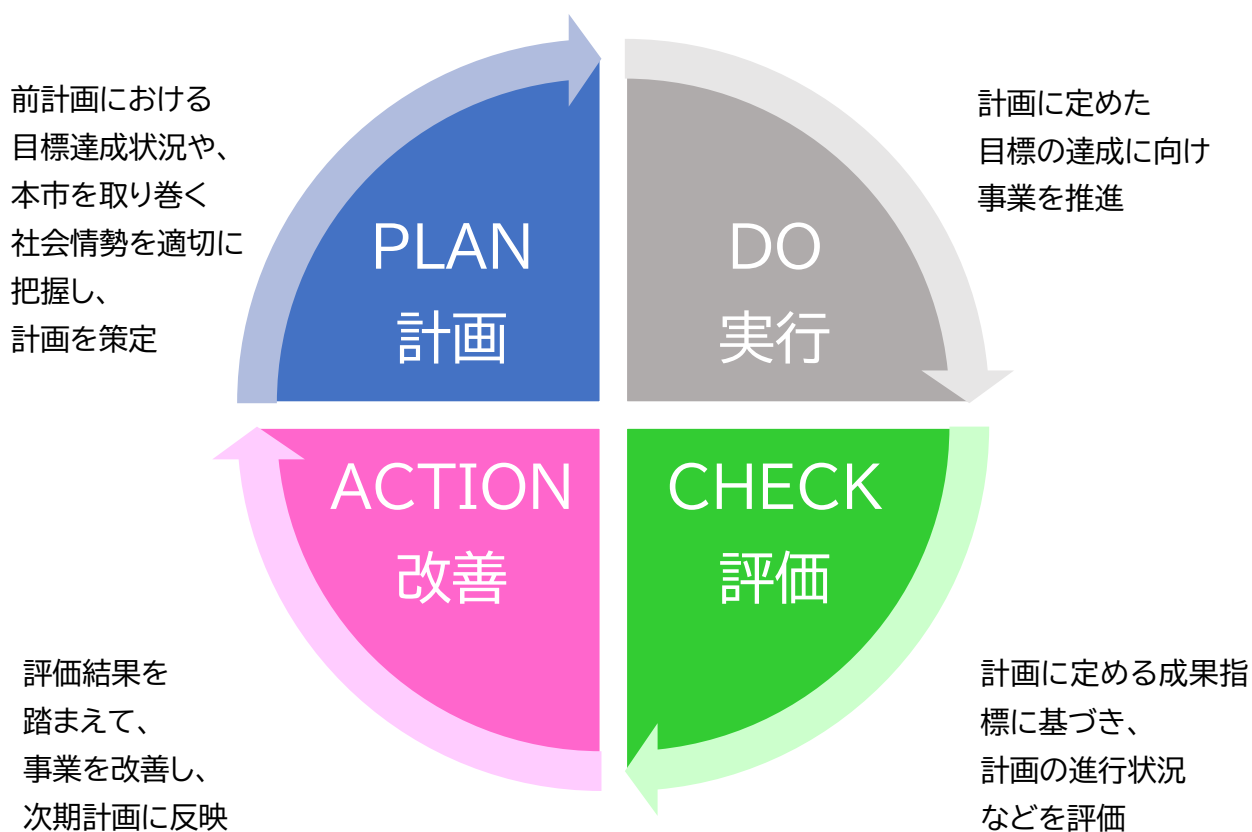 前計画における
目標達成状況や、
本市を取り巻く
社会情勢を適切に
把握し、
計画を策定
PLAN
計画
DO
実行
計画に定めた
目標の達成に向け
事業を推進
ACTION
改善
CHECK
評価
評価結果を
踏まえて、
事業を改善し、
次期計画に反映
計画に定める成果指
標に基づき、
計画の進行状況
などを評価